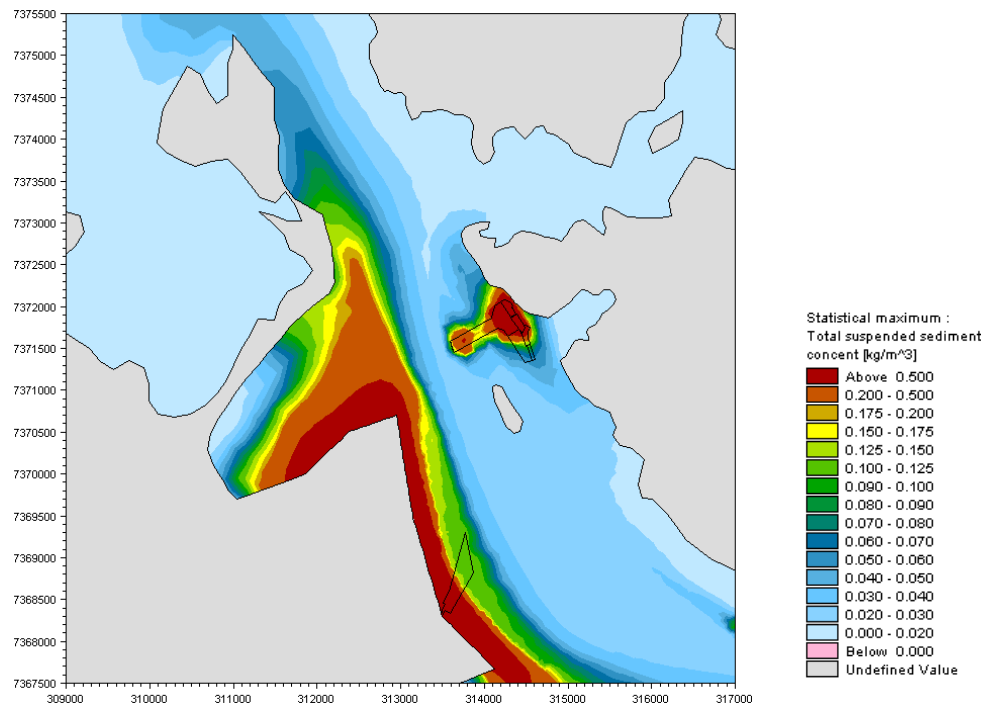 7375500
7375000
7374500
7374000
7373500
7373000
7372500
7372000
7371500
7371000
7370500
7370000
7369500
7369000
7368500
7368000
7367500
309000 310000 311000 312000 313000 314000 315000 316000 317000
Statistical maximum :
Total suspended sediment
concent [kg/m^3]
Above 0.500
0.200 - 0.500
0.175 - 0.200
0.150 - 0.175
0.125 - 0.150
0.100 - 0.125
0.090 - 0.100
0.080 - 0.090
0.070 - 0.080
0.060 - 0.070
0.050 - 0.060
0.040 - 0.050
0.030 - 0.040
0.020 - 0.030
0.000 - 0.020
Below 0.000
Undefined Value